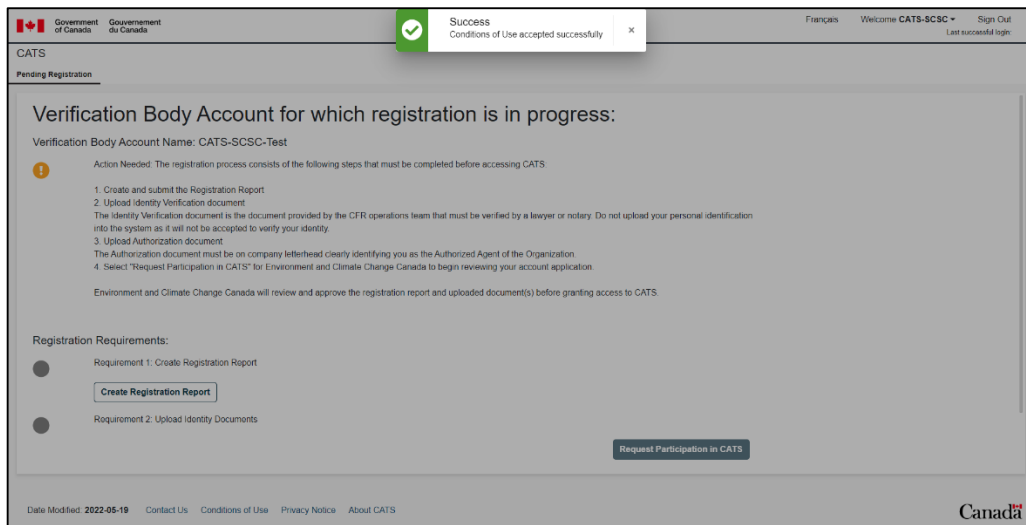 Government of Canada
Gouvernement du Canada
Success
Conditions of Use accepted successfully
×
Français
Welcome CATS-SCSC
Sign Out
Last successful login:
CATS
Pending Registration
Verification Body Account for which registration is in progress:
Verification Body Account Name: CATS-SCSC-Test
Action Needed: The registration process consists of the following steps that must be completed before accessing CATS:
1. Create and submit the Registration Report
2. Upload Identity Verification document
The Identity Verification document is the document provided by the CFR operations team that must be verified by a lawyer or notary. Do not upload your personal identification
into the system as it will not be accepted to verify your identity.
3. Upload Authorization document
The Authorization document must be on company letterhead clearly identifying you as the Authorized Agent of the Organization.
4. Select "Request Participation in CATS" for Environment and Climate Change Canada to begin reviewing your account application.
Environment and Climate Change Canada will review and approve the registration report and uploaded document(s) before granting access to CATS.
Registration Requirements:
Requirement 1: Create Registration Report
Create Registration Report
Requirement 2: Upload Identity Documents
Request Participation in CATS
Date Modified: 2022-05-19
Contact Us
Conditions of Use
Privacy Notice
About CATS
Canada